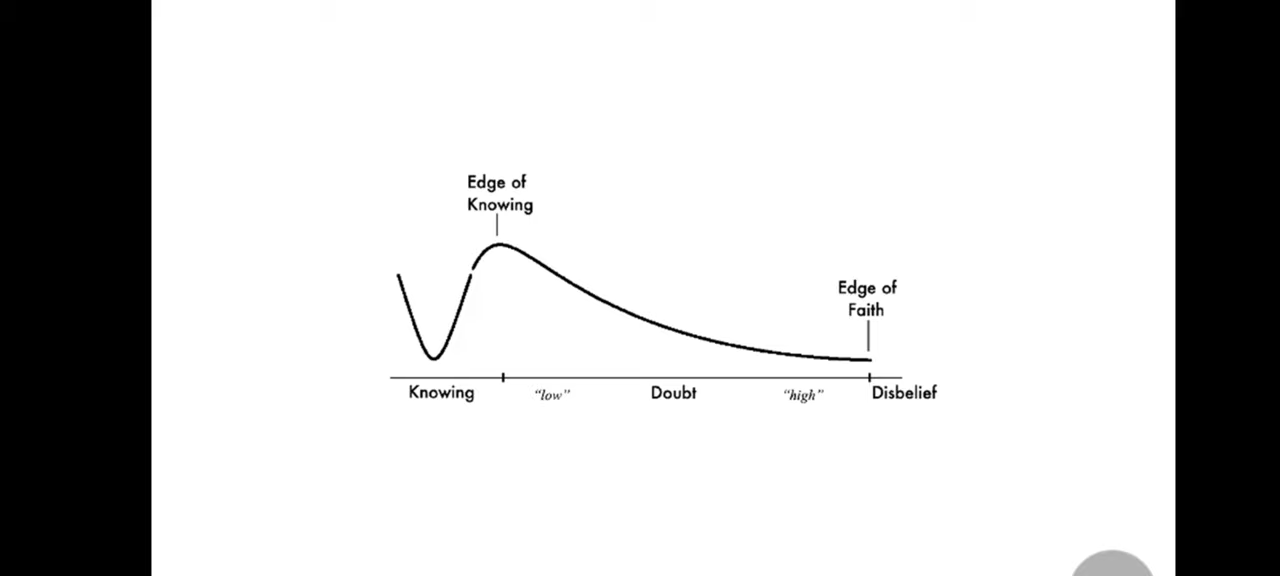 Edge of
Knowing
Edge of
Faith
Knowing "low" Doubt "high" Disbelief